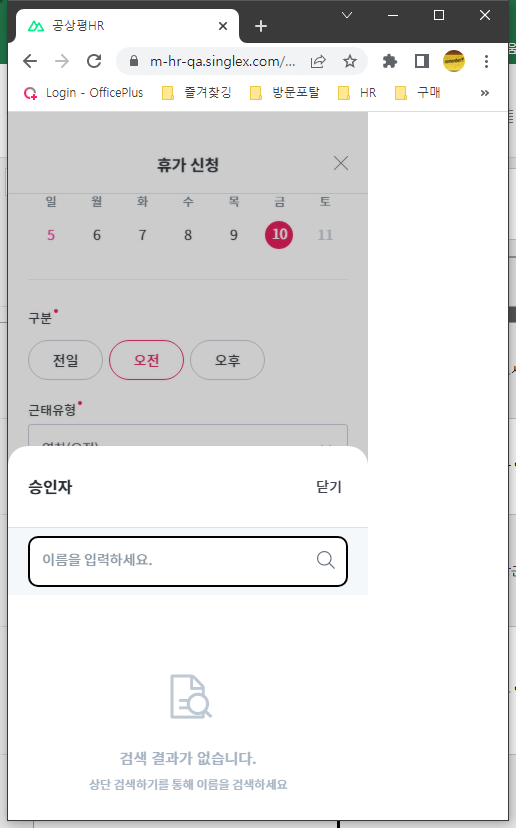 공상평HR
m-hr-qa.singlex.com/...
Login - OfficePlus
즐겨찾깅
방문포탈
HR
구매
휴가 신청
일 월 화 수 목 금 토
5 6 7 8 9 10 11
구분
전일 오전 오후
근태유형
승인자
닫기
이름을 입력하세요.
검색 결과가 없습니다.
상단 검색하기를 통해 이름을 검색하세요